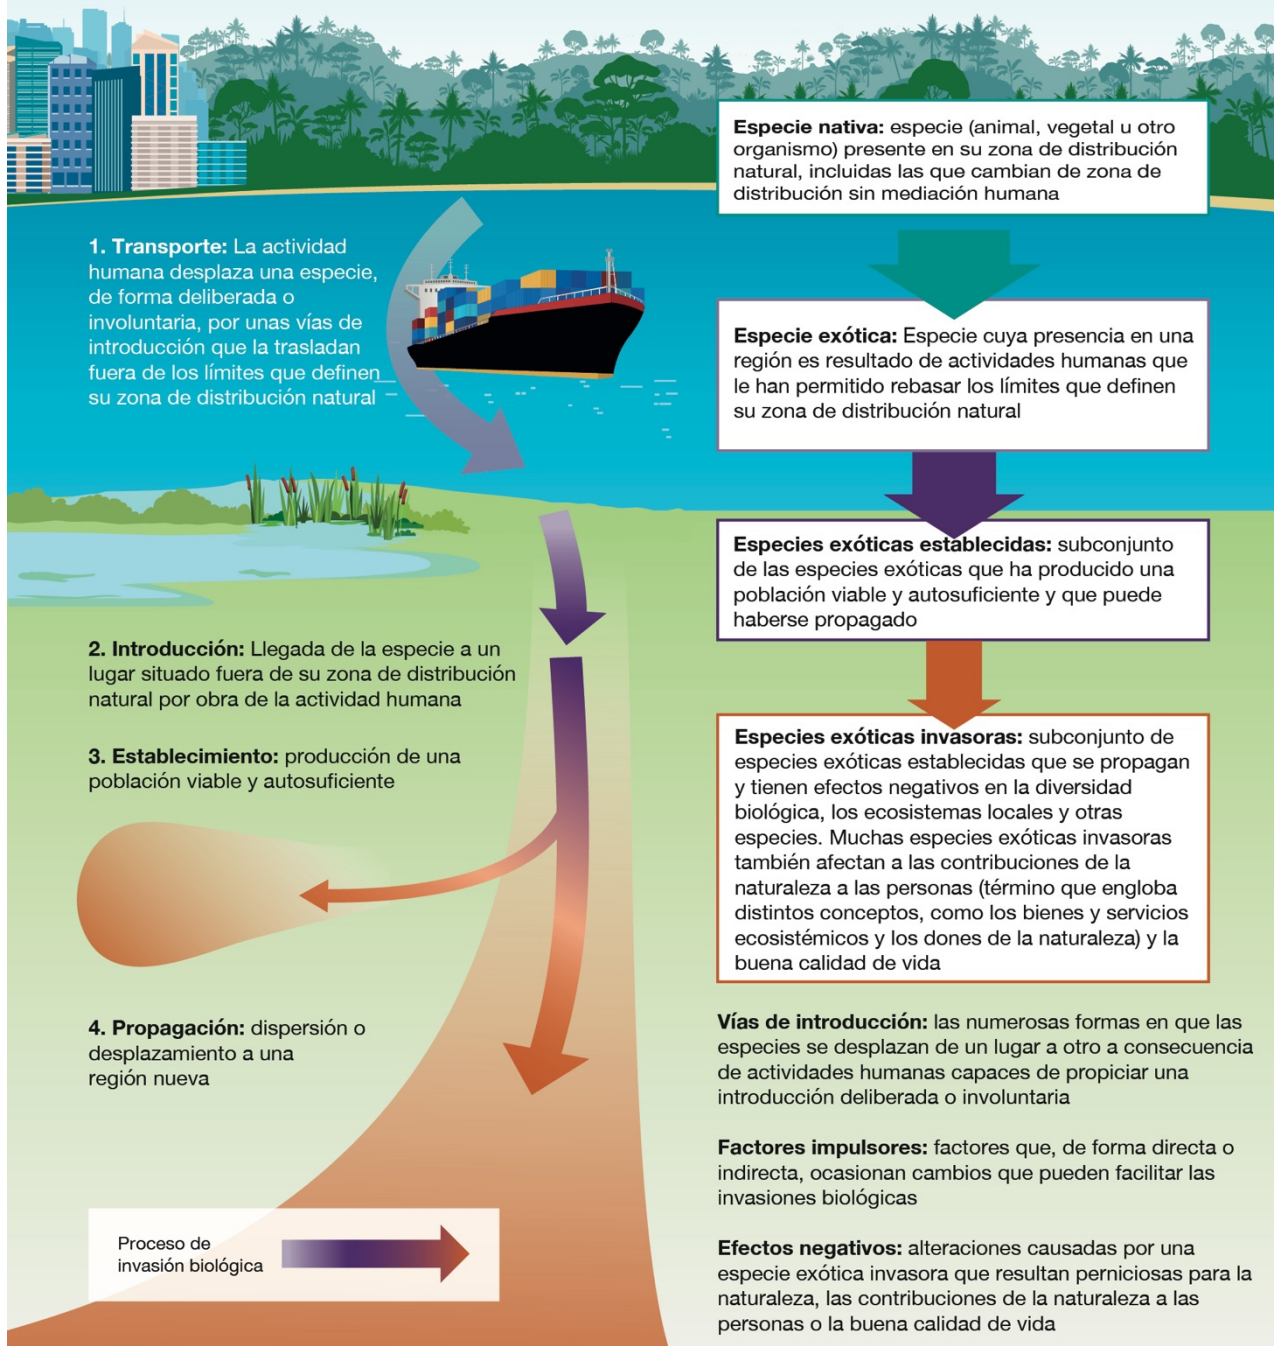 Especie nativa: especie (animal, vegetal u otro
organismo) presente en su zona de distribución
natural, incluidas las que cambian de zona de
distribución sin mediación humana
1. Transporte: La actividad
humana desplaza una especie,
de forma deliberada o
involuntaria, por unas vías de
introducción que la trasladan
fuera de los límites que definen
su zona de distribución natural
Especie exótica: Especie cuya presencia en una
región es resultado de actividades humanas que
le han permitido rebasar los límites que definen
su zona de distribución natural
Especies exóticas establecidas: subconjunto
de las especies exóticas que ha producido una
población viable y autosuficiente y que puede
haberse propagado
2. Introducción: Llegada de la especie a un
lugar situado fuera de su zona de distribución
natural por obra de la actividad humana
3. Establecimiento: producción de una
población viable y autosuficiente
Especies exóticas invasoras: subconjunto de
especies exóticas establecidas que se propagan
y tienen efectos negativos en la diversidad
biológica, los ecosistemas locales y otras
especies. Muchas especies exóticas invasoras
también afectan a las contribuciones de la
naturaleza a las personas (término que engloba
distintos conceptos, como los bienes y servicios
ecosistémicos y los dones de la naturaleza) y la
buena calidad de vida
4. Propagación: dispersión o
desplazamiento a una
región nueva
Vías de introducción: las numerosas formas en que las
especies se desplazan de un lugar a otro a consecuencia
de actividades humanas capaces de propiciar una
introducción deliberada o involuntaria
Factores impulsores: factores que, de forma directa o
indirecta, ocasionan cambios que pueden facilitar las
invasiones biológicas
Efectos negativos: alteraciones causadas por una
especie exótica invasora que resultan perniciosas para la
naturaleza, las contribuciones de la naturaleza a las
personas o la buena calidad de vida
Proceso de
invasión biológica